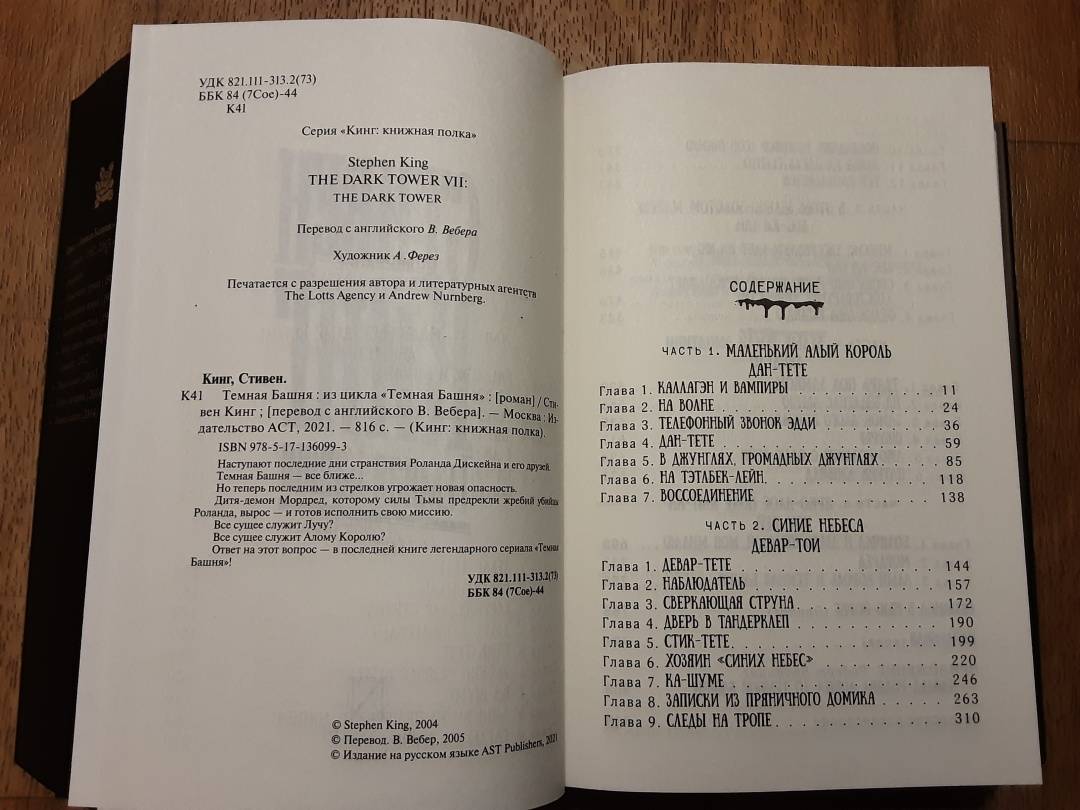 УДК 821.111-313.2(73)
ББК 84 (7Сое)-44
К41
Серия «Кинг: книжная полка»
Stephen King
THE DARK TOWER VII:
THE DARK TOWER
Перевод с английского В. Вебера
Художник А. Ферез
Печатается с разрешения автора и литературных агентств
The Lotts Agency и Andrew Nurnberg.
Кинг, Стивен.
К41 Темная Башня : из цикла «Темная Башня» : [роман] / Сти-
вен Кинг ; [перевод с английского В. Вебера]. — Москва : Из-
дательство АСТ, 2021. — 816 с. — (Кинг: книжная полка).
ISBN 978-5-17-136099-3
Наступают последние дни странствия Роланда Дискейна и его друзей.
Темная Башня — все ближе...
Но теперь последним из стрелков угрожает новая опасность.
Дитя-демон Мордред, которому силы Тьмы предрекли жребий убийцы
Роланда, вырос — и готов исполнить свою миссию.
Все сущее служит Лучу?
Все сущее служит Алому Королю?
Ответ на этот вопрос — в последней книге легендарного сериала «Темная
Башня»!
УДК 821.111-313.2(73)
ББК 84 (7Сое)-44
© Stephen King, 2004
© Перевод. В. Вебер, 2005
© Издание на русском языке AST Publishers, 2021
СОДЕРЖАНИЕ
ЧАСТЬ 1. МАЛЕНЬКИЙ АЛЫЙ КОРОЛЬ
ДАН-ТЕТЕ
Глава 1. КАЛЛАГЭН И ВАМПИРЫ . . . . . . . . . . . . . 11
Глава 2. НА ВОЛНЕ . . . . . . . . . . . . . . . . . . 24
Глава 3. ТЕЛЕФОННЫЙ ЗВОНОК ЭДДИ . . . . . . . . . . 36
Глава 4. ДАН-ТЕТЕ . . . . . . . . . . . . . . . . . . 59
Глава 5. В ДЖУНГЛЯХ, ГРОМАДНЫХ ДЖУНГЛЯХ. . . . . . 85
Глава 6. НА ТЭТЛБЕК-ЛЕЙН. . . . . . . . . . . . . . . 118
Глава 7. ВОССОЕДИНЕНИЕ . . . . . . . . . . . . . . . 138
ЧАСТЬ 2. СИНИЕ НЕБЕСА
ДЕВАР-ТОИ
Глава 1. ДЕВАР-ТЕТЕ . . . . . . . . . . . . . . . . . 144
Глава 2. НАБЛЮДАТЕЛЬ . . . . . . . . . . . . . . . . 157
Глава 3. СВЕРКАЮЩАЯ СТРУНА. . . . . . . . . . . . . 172
Глава 4. ДВЕРЬ В ТАНДЕРКЛЕП . . . . . . . . . . . . 190
Глава 5. СТИК-ТЕТЕ. . . . . . . . . . . . . . . . . . 199
Глава 6. ХОЗЯИН «СИНИХ НЕБЕС» . . . . . . . . . . . 220
Глава 7. КА-ШУМЕ . . . . . . . . . . . . . . . . . . 246
Глава 8. ЗАПИСКИ ИЗ ПРЯНИЧНОГО ДОМИКА . . . . . . 263
Глава 9. СЛЕДЫ НА ТРОПЕ. . . . . . . . . . . . . . . 310